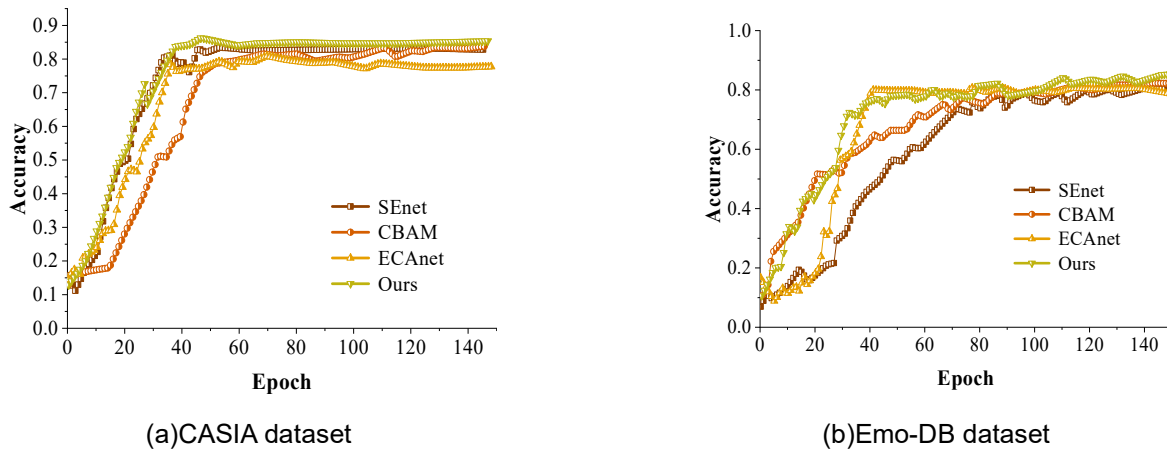 0.9
0.8
0.7
0.6
0.5
0.4
0.3
0.2
0.1
0.0
Accuracy
SEnet
CBAM
ECAnet
Ours
0 20 40 60 80 100 120 140
Epoch
(a)CASIA dataset
1.0
0.8
0.6
0.4
0.2
0.0
Accuracy
SEnet
CBAM
ECAnet
Ours
0 20 40 60 80 100 120 140
Epoch
(b)Emo-DB dataset